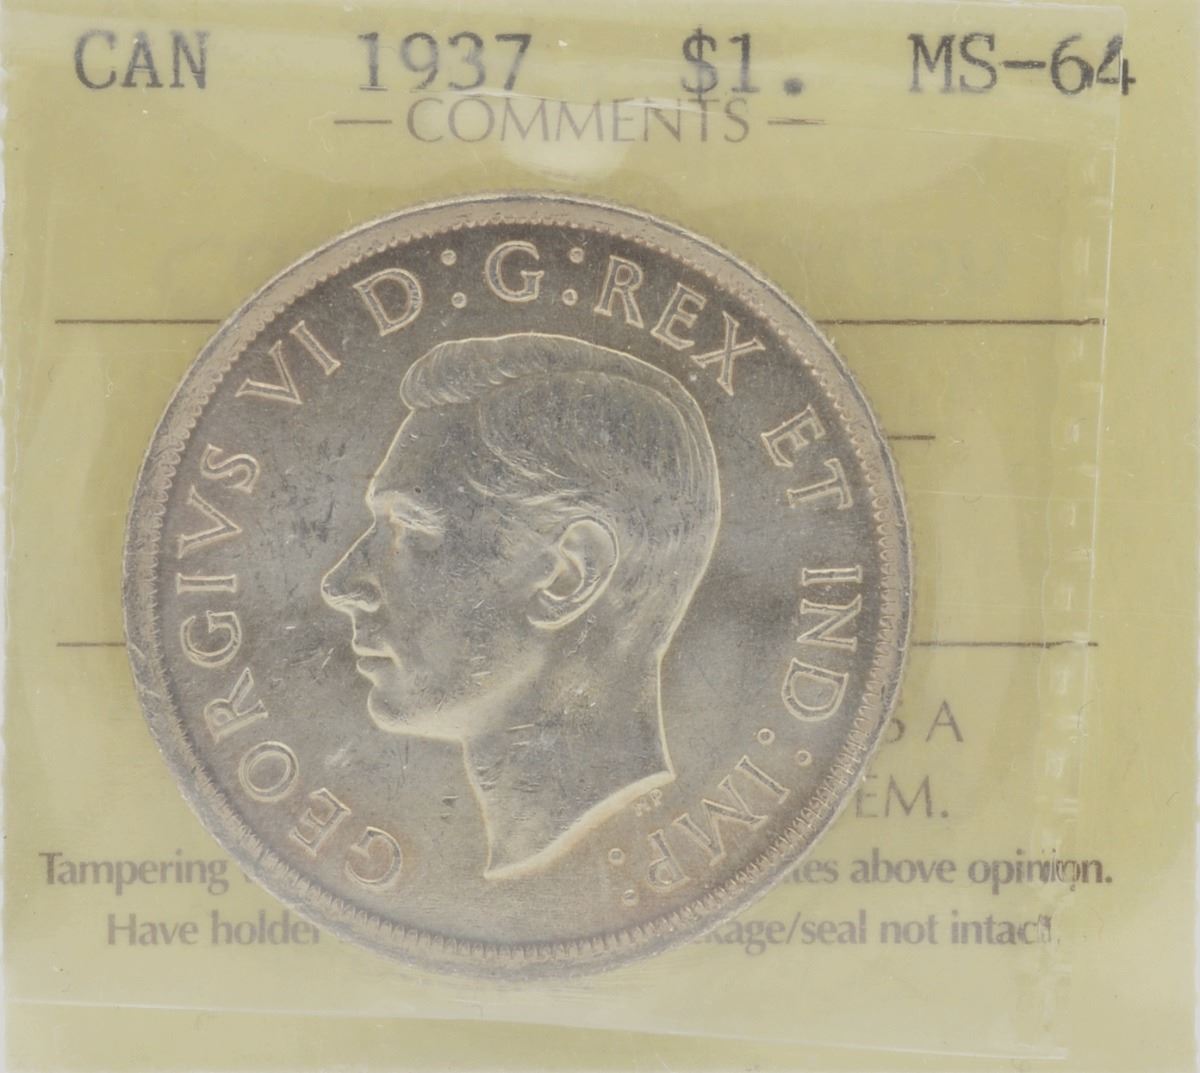 CAN 1937 $1. MS-64
— COMMENTS —
GEORGIVS VI D:G:REX ET IND:IMP:
HP
S A
EM.
Tampering tes above opinion.
Have holder kage/seal not intact.